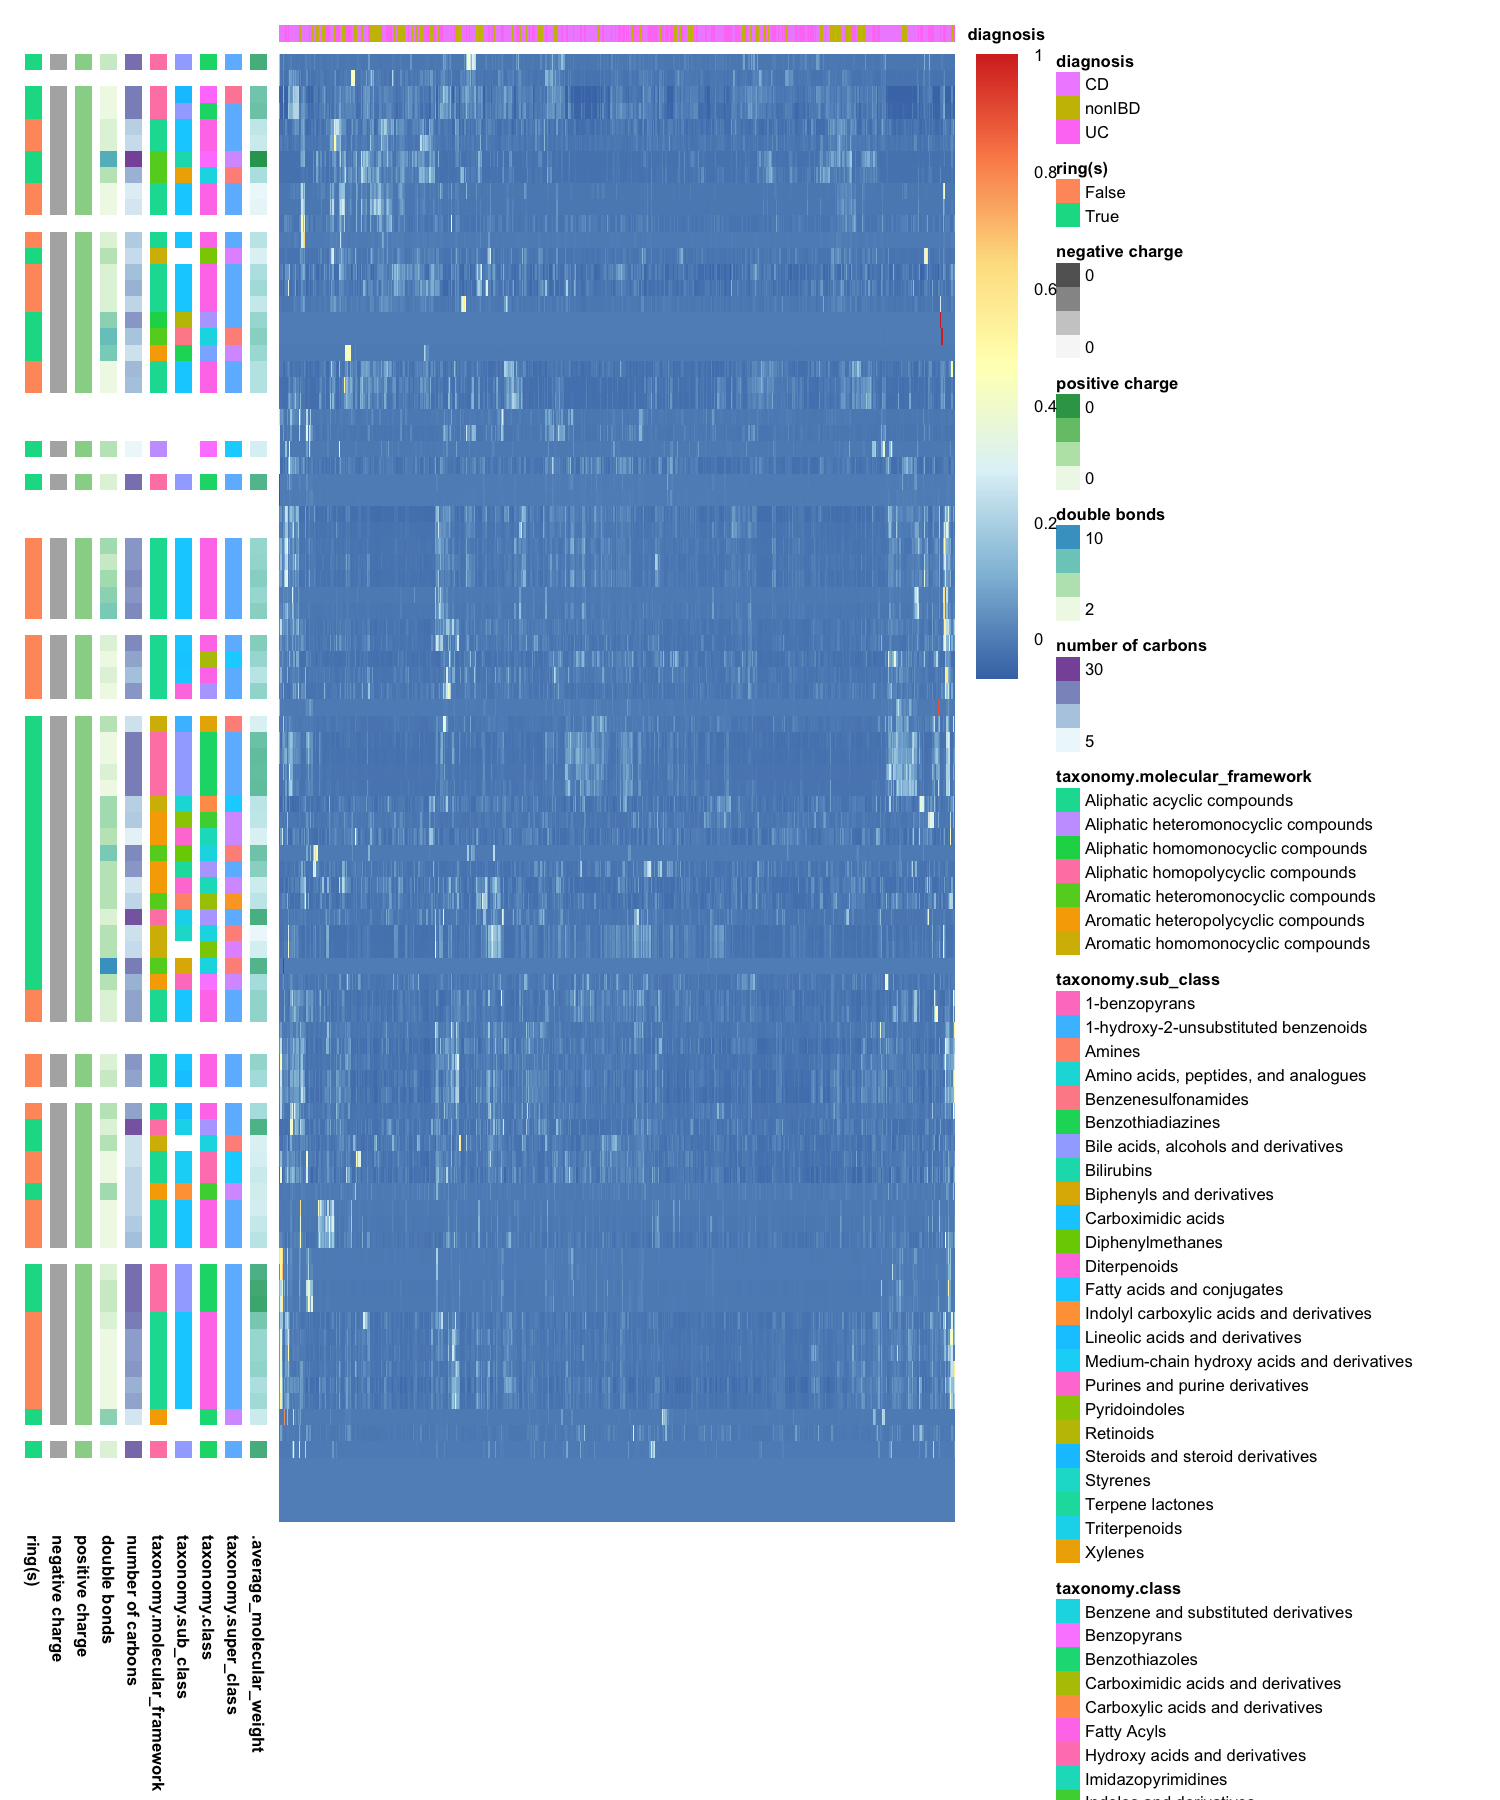 diagnosis
1
0.8
0.6
0.4
0.2
0
diagnosis
CD
nonIBD
UC
ring(s)
False
True
negative charge
0
0
positive charge
0
0
double bonds
10
2
number of carbons
30
5
taxonomy.molecular_framework
Aliphatic acyclic compounds
Aliphatic heteromonocyclic compounds
Aliphatic homomonocyclic compounds
Aliphatic homopolycyclic compounds
Aromatic heteromonocyclic compounds
Aromatic heteropolycyclic compounds
Aromatic homomonocyclic compounds
taxonomy.sub_class
1-benzopyrans
1-hydroxy-2-unsubstituted benzenoids
Amines
Amino acids, peptides, and analogues
Benzenesulfonamides
Benzothiadiazines
Bile acids, alcohols and derivatives
Bilirubins
Biphenyls and derivatives
Carboximidic acids
Diphenylmethanes
Diterpenoids
Fatty acids and conjugates
Indolyl carboxylic acids and derivatives
Lineolic acids and derivatives
Medium-chain hydroxy acids and derivatives
Purines and purine derivatives
Pyridoindoles
Retinoids
Steroids and steroid derivatives
Styrenes
Terpene lactones
Triterpenoids
Xylenes
taxonomy.class
Benzene and substituted derivatives
Benzopyrans
Benzothiazoles
Carboximidic acids and derivatives
Carboxylic acids and derivatives
Fatty Acyls
Hydroxy acids and derivatives
Imidazopyrimidines
Indoles and derivatives
ring(s)
negative charge
positive charge
double bonds
number of carbons
taxonomy.molecular_framework
taxonomy.sub_class
taxonomy.class
taxonomy.super_class
.average_molecular_weight